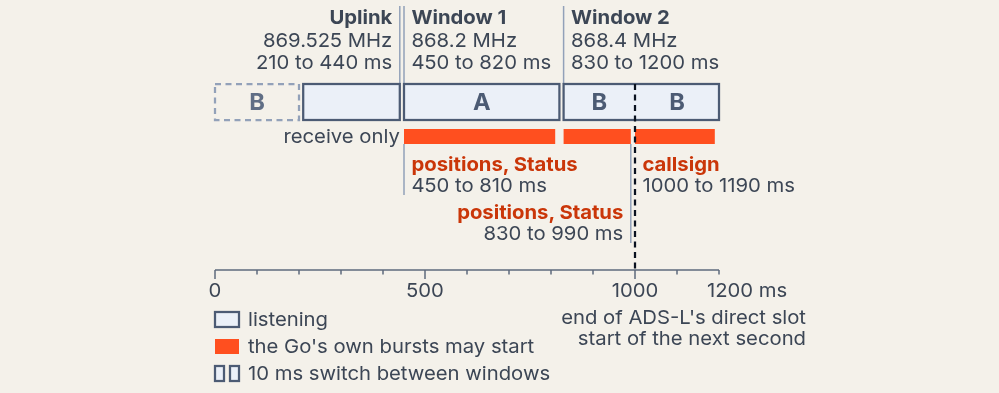 Uplink
869.525 MHz
210 to 440 ms
Window 1
868.2 MHz
450 to 820 ms
Window 2
868.4 MHz
830 to 1200 ms
B
A
B
B
receive only
positions, Status
450 to 810 ms
callsign
1000 to 1190 ms
positions, Status
830 to 990 ms
0
500
1000
1200 ms
end of ADS-L's direct slot
start of the next second
listening
the Go's own bursts may start
10 ms switch between windows